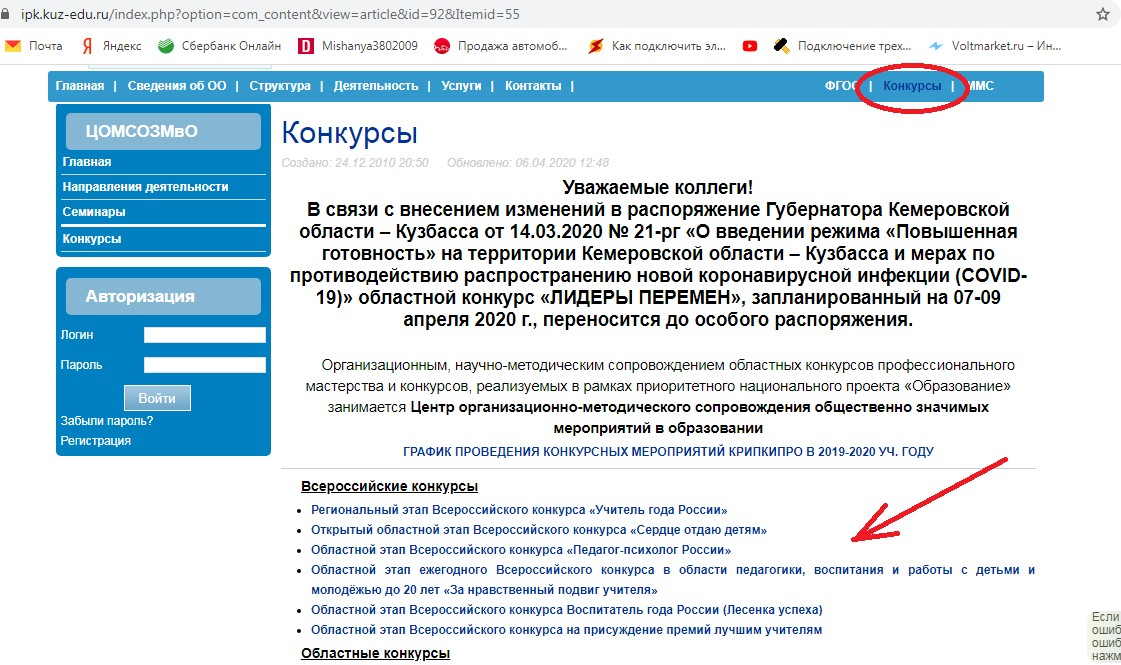 ipk.kuz-edu.ru/index.php?option=com_content&view=article&id=92&Itemid=55
Почта Яндекс Сбербанк Онлайн Mishanya3802009 Продажа автомоб... Как подключить эл... Подключение трех... Voltmarket.ru – Ин...
Главная | Сведения об ОО | Структура | Деятельность | Услуги | Контакты | ФГОС | Конкурсы | ММС
ЦОМСОЗМвО
Главная
Направления деятельности
Семинары
Конкурсы
Авторизация
Логин
Пароль
Войти
Забыли пароль?
Регистрация
Конкурсы
Создано: 24.12.2010 20:50 Обновлено: 06.04.2020 12:48
Уважаемые коллеги!
В связи с внесением изменений в распоряжение Губернатора Кемеровской
области – Кузбасса от 14.03.2020 № 21-рг «О введении режима «Повышенная
готовность» на территории Кемеровской области – Кузбасса и мерах по
противодействию распространению новой коронавирусной инфекции (COVID-
19)» областной конкурс «ЛИДЕРЫ ПЕРЕМЕН», запланированный на 07-09
апреля 2020 г., переносится до особого распоряжения.
Организационным, научно-методическим сопровождением областных конкурсов профессионального
мастерства и конкурсов, реализуемых в рамках приоритетного национального проекта «Образование»
занимается Центр организационно-методического сопровождения общественно значимых
мероприятий в образовании
ГРАФИК ПРОВЕДЕНИЯ КОНКУРСНЫХ МЕРОПРИЯТИЙ КРИПКИПРО В 2019-2020 УЧ. ГОДУ
Всероссийские конкурсы
Региональный этап Всероссийского конкурса «Учитель года России»
Открытый областной этап Всероссийского конкурса «Сердце отдаю детям»
Областной этап Всероссийского конкурса «Педагог-психолог России»
Областной этап ежегодного Всероссийского конкурса в области педагогики, воспитания и работы с детьми и
молодёжью до 20 лет «За нравственный подвиг учителя»
Областной этап Всероссийского конкурса Воспитатель года России (Лесенка успеха)
Областной этап Всероссийского конкурса на присуждение премий лучшим учителям
Областные конкурсы
Если
ошиб
ошиб
нажм